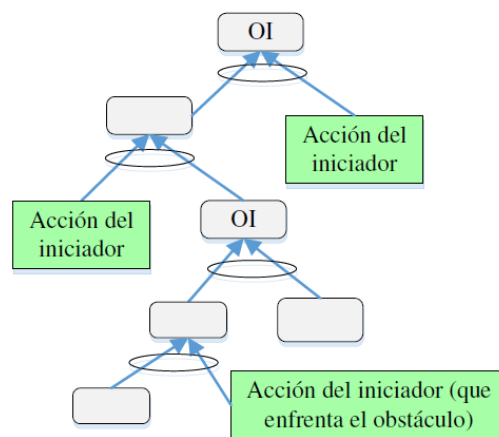 OI
Acción del
iniciador
Acción del
iniciador
OI
Acción del iniciador (que
enfrenta el obstáculo)